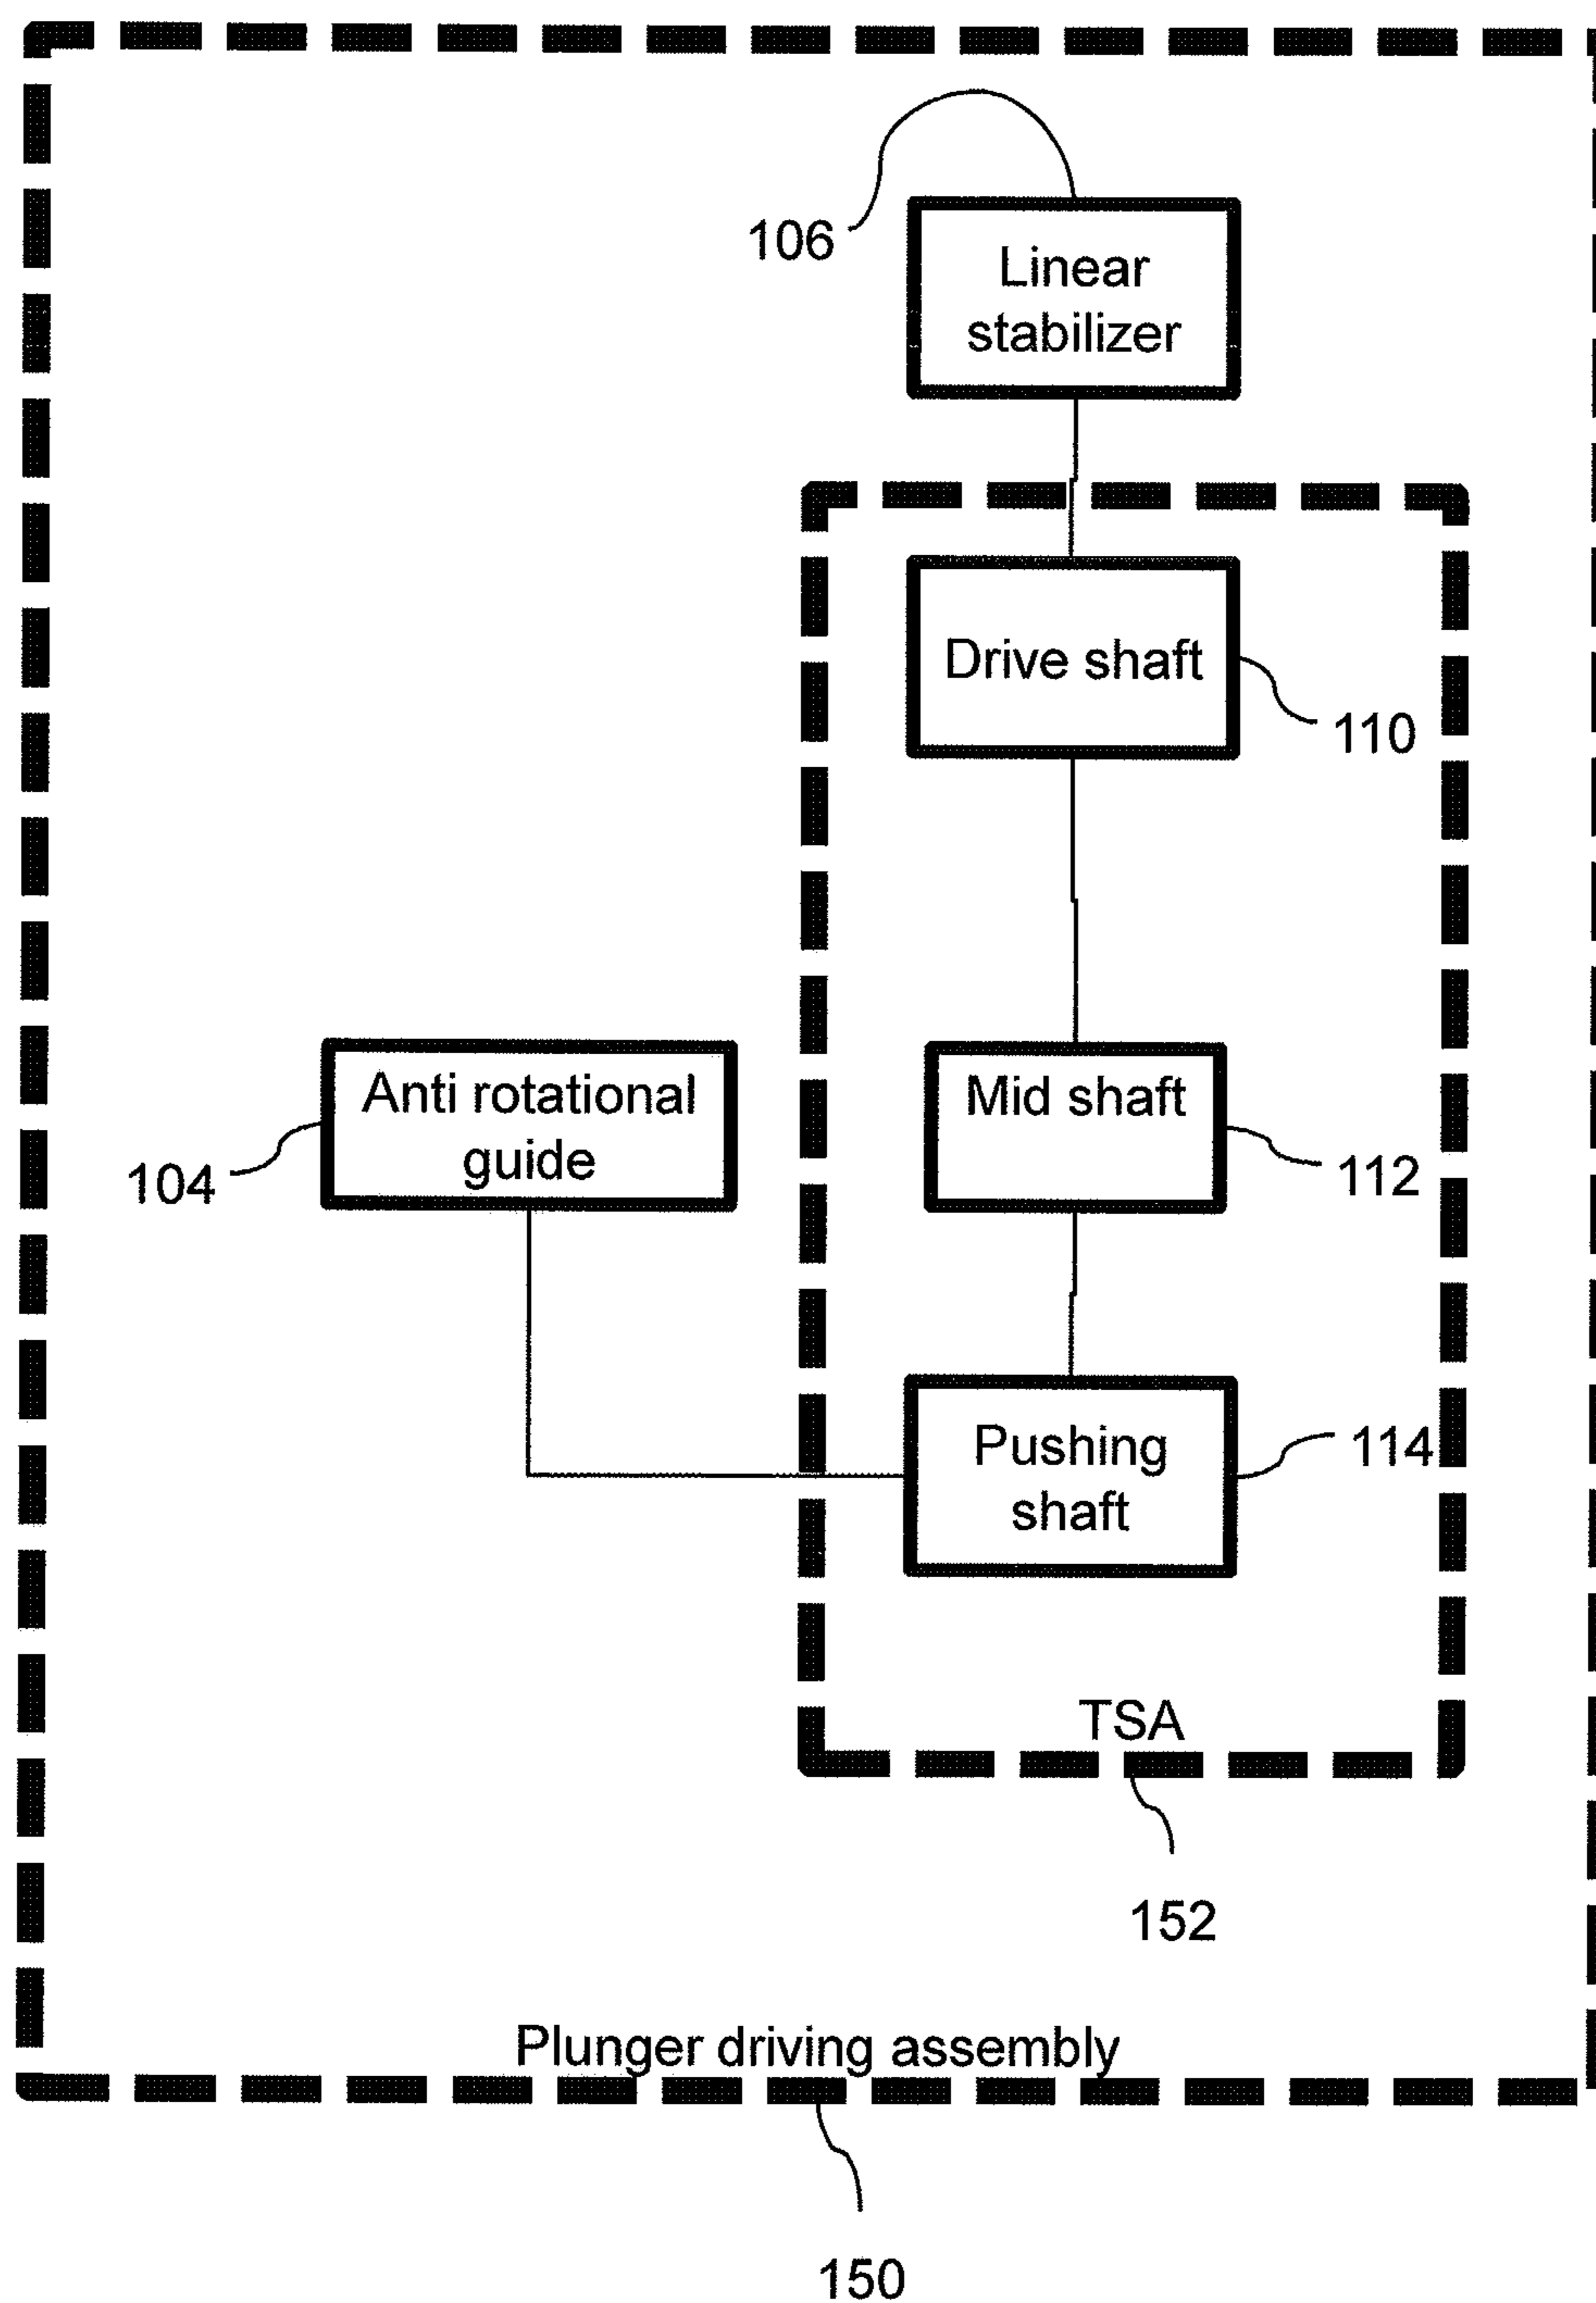 106
Linear
stabilizer
Drive shaft
110
Anti rotational
guide
104
Mid shaft
112
Pushing
shaft
114
TSA
152
Plunger driving assembly
150